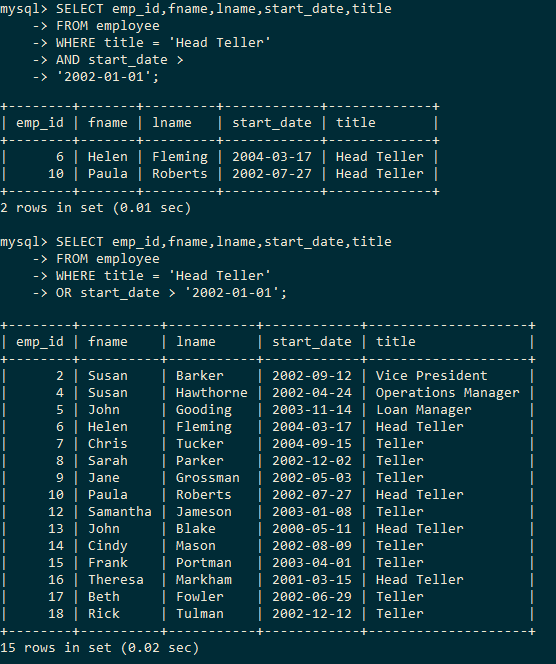 mysql> SELECT emp_id,fname,lname,start_date,title
    -> FROM employee
    -> WHERE title = 'Head Teller'
    -> AND start_date >
    -> '2002-01-01';
+--------+-------+---------+------------+-------------+
| emp_id | fname | lname   | start_date | title       |
+--------+-------+---------+------------+-------------+
|      6 | Helen | Fleming | 2004-03-17 | Head Teller |
|     10 | Paula | Roberts | 2002-07-27 | Head Teller |
+--------+-------+---------+------------+-------------+
2 rows in set (0.01 sec)
mysql> SELECT emp_id,fname,lname,start_date,title
    -> FROM employee
    -> WHERE title = 'Head Teller'
    -> OR start_date > '2002-01-01';
+--------+----------+-----------+------------+--------------------+
| emp_id | fname    | lname     | start_date | title              |
+--------+----------+-----------+------------+--------------------+
|      2 | Susan    | Barker    | 2002-09-12 | Vice President     |
|      4 | Susan    | Hawthorne | 2002-04-24 | Operations Manager |
|      5 | John     | Gooding   | 2003-11-14 | Loan Manager       |
|      6 | Helen    | Fleming   | 2004-03-17 | Head Teller        |
|      7 | Chris    | Tucker    | 2004-09-15 | Teller             |
|      8 | Sarah    | Parker    | 2002-12-02 | Teller             |
|      9 | Jane     | Grossman  | 2002-05-03 | Teller             |
|     10 | Paula    | Roberts   | 2002-07-27 | Head Teller        |
|     12 | Samantha | Jameson   | 2003-01-08 | Teller             |
|     13 | John     | Blake     | 2000-05-11 | Head Teller        |
|     14 | Cindy    | Mason     | 2002-08-09 | Teller             |
|     15 | Frank    | Portman   | 2003-04-01 | Teller             |
|     16 | Theresa  | Markham   | 2001-03-15 | Head Teller        |
|     17 | Beth     | Fowler    | 2002-06-29 | Teller             |
|     18 | Rick     | Tulman    | 2002-12-12 | Teller             |
+--------+----------+-----------+------------+--------------------+
15 rows in set (0.02 sec)